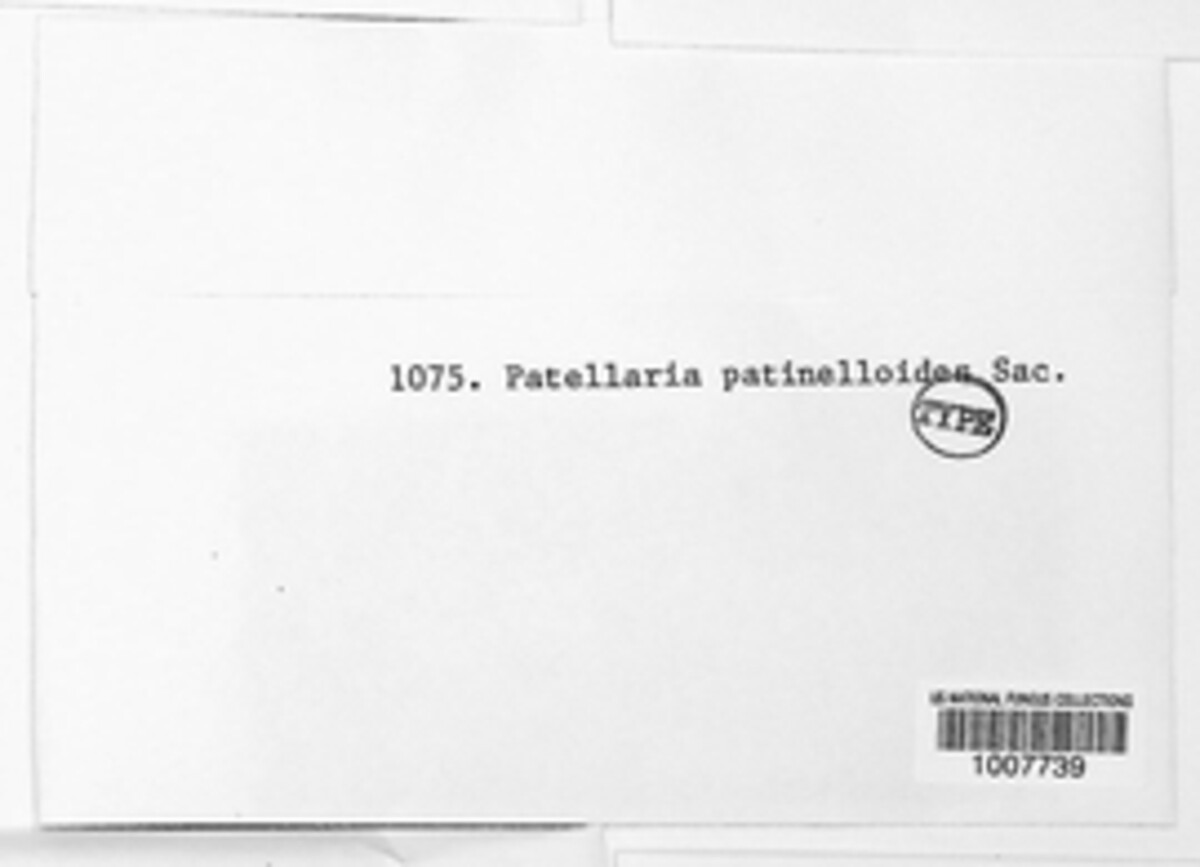 1075. Patellaria patinelloides Sac.
TYPE
US NATIONAL FUNGUS COLLECTIONS
1007739